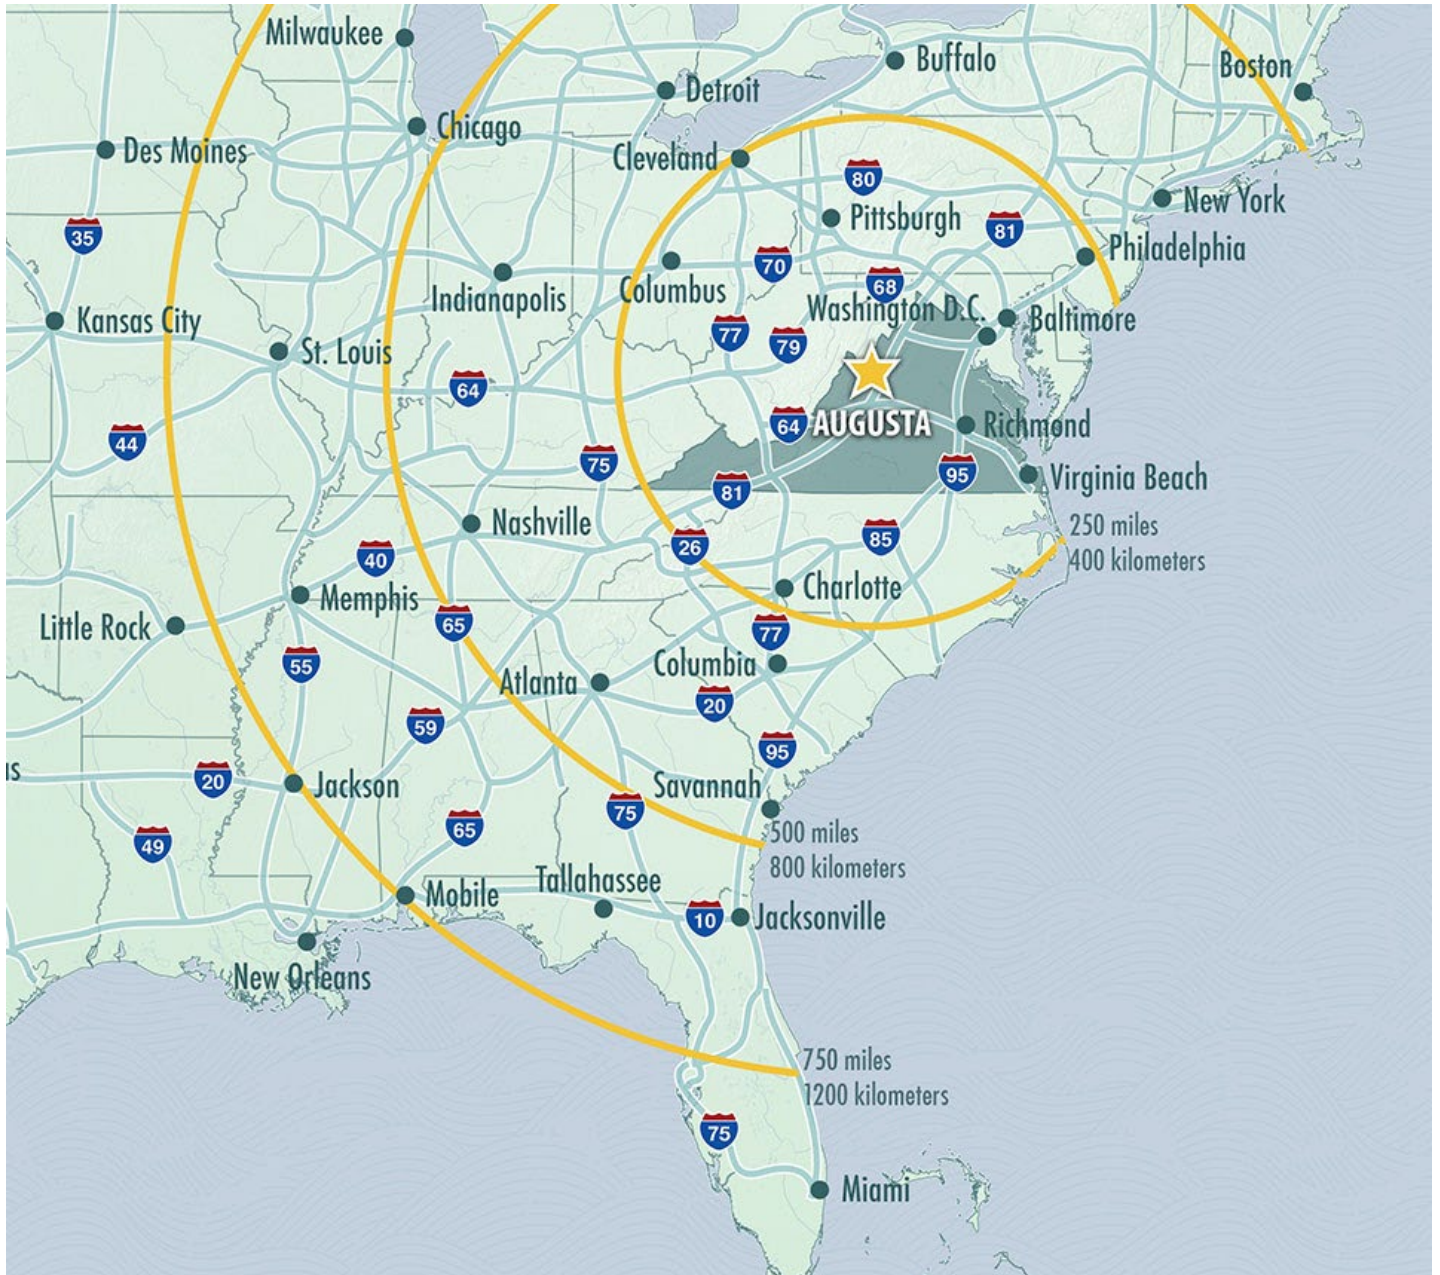 Milwaukee
Buffalo
Boston
Detroit
Chicago
Des Moines
Cleveland
80
New York
35
Pittsburgh
81
Philadelphia
70
Columbus
68
Indianapolis
Washington D.C.
Baltimore
Kansas City
77
79
St. Louis
64
AUGUSTA
64
Richmond
44
75
81
95
Virginia Beach
Nashville
250 miles
400 kilometers
40
26
85
Charlotte
Memphis
65
Little Rock
77
55
Atlanta
Columbia
20
59
95
20
Jackson
Savannah
as
65
75
500 miles
800 kilometers
49
Tallahassee
Mobile
10
Jacksonville
New Orleans
750 miles
1200 kilometers
75
Miami